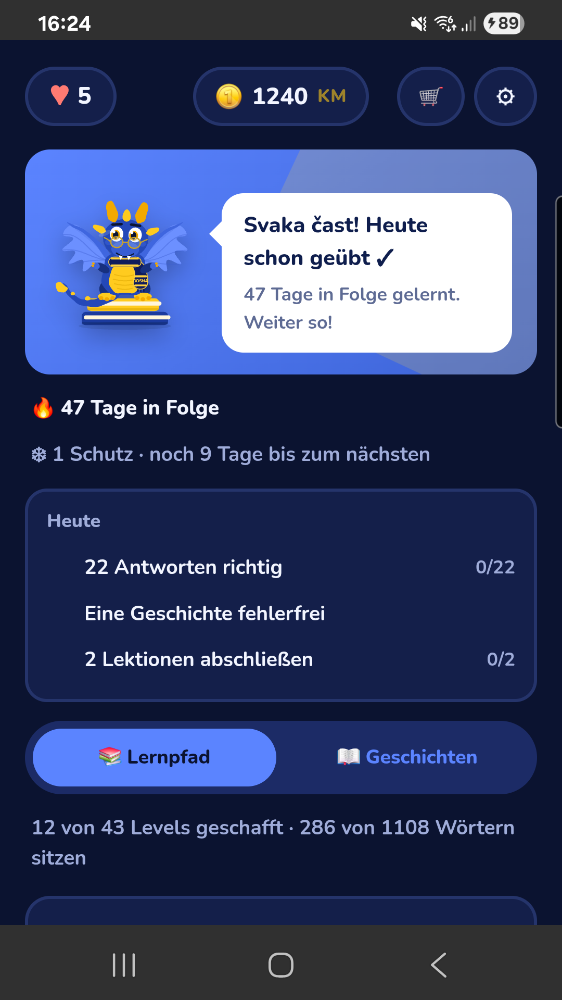 16:24
6
89
5
1240 KM
Svaka čast! Heute
schon geübt ✓
47 Tage in Folge gelernt.
Weiter so!
BOSNA
47 Tage in Folge
1 Schutz · noch 9 Tage bis zum nächsten
Heute
22 Antworten richtig 0/22
Eine Geschichte fehlerfrei
2 Lektionen abschließen 0/2
Lernpfad
Geschichten
12 von 43 Levels geschafft · 286 von 1108 Wörtern
sitzen